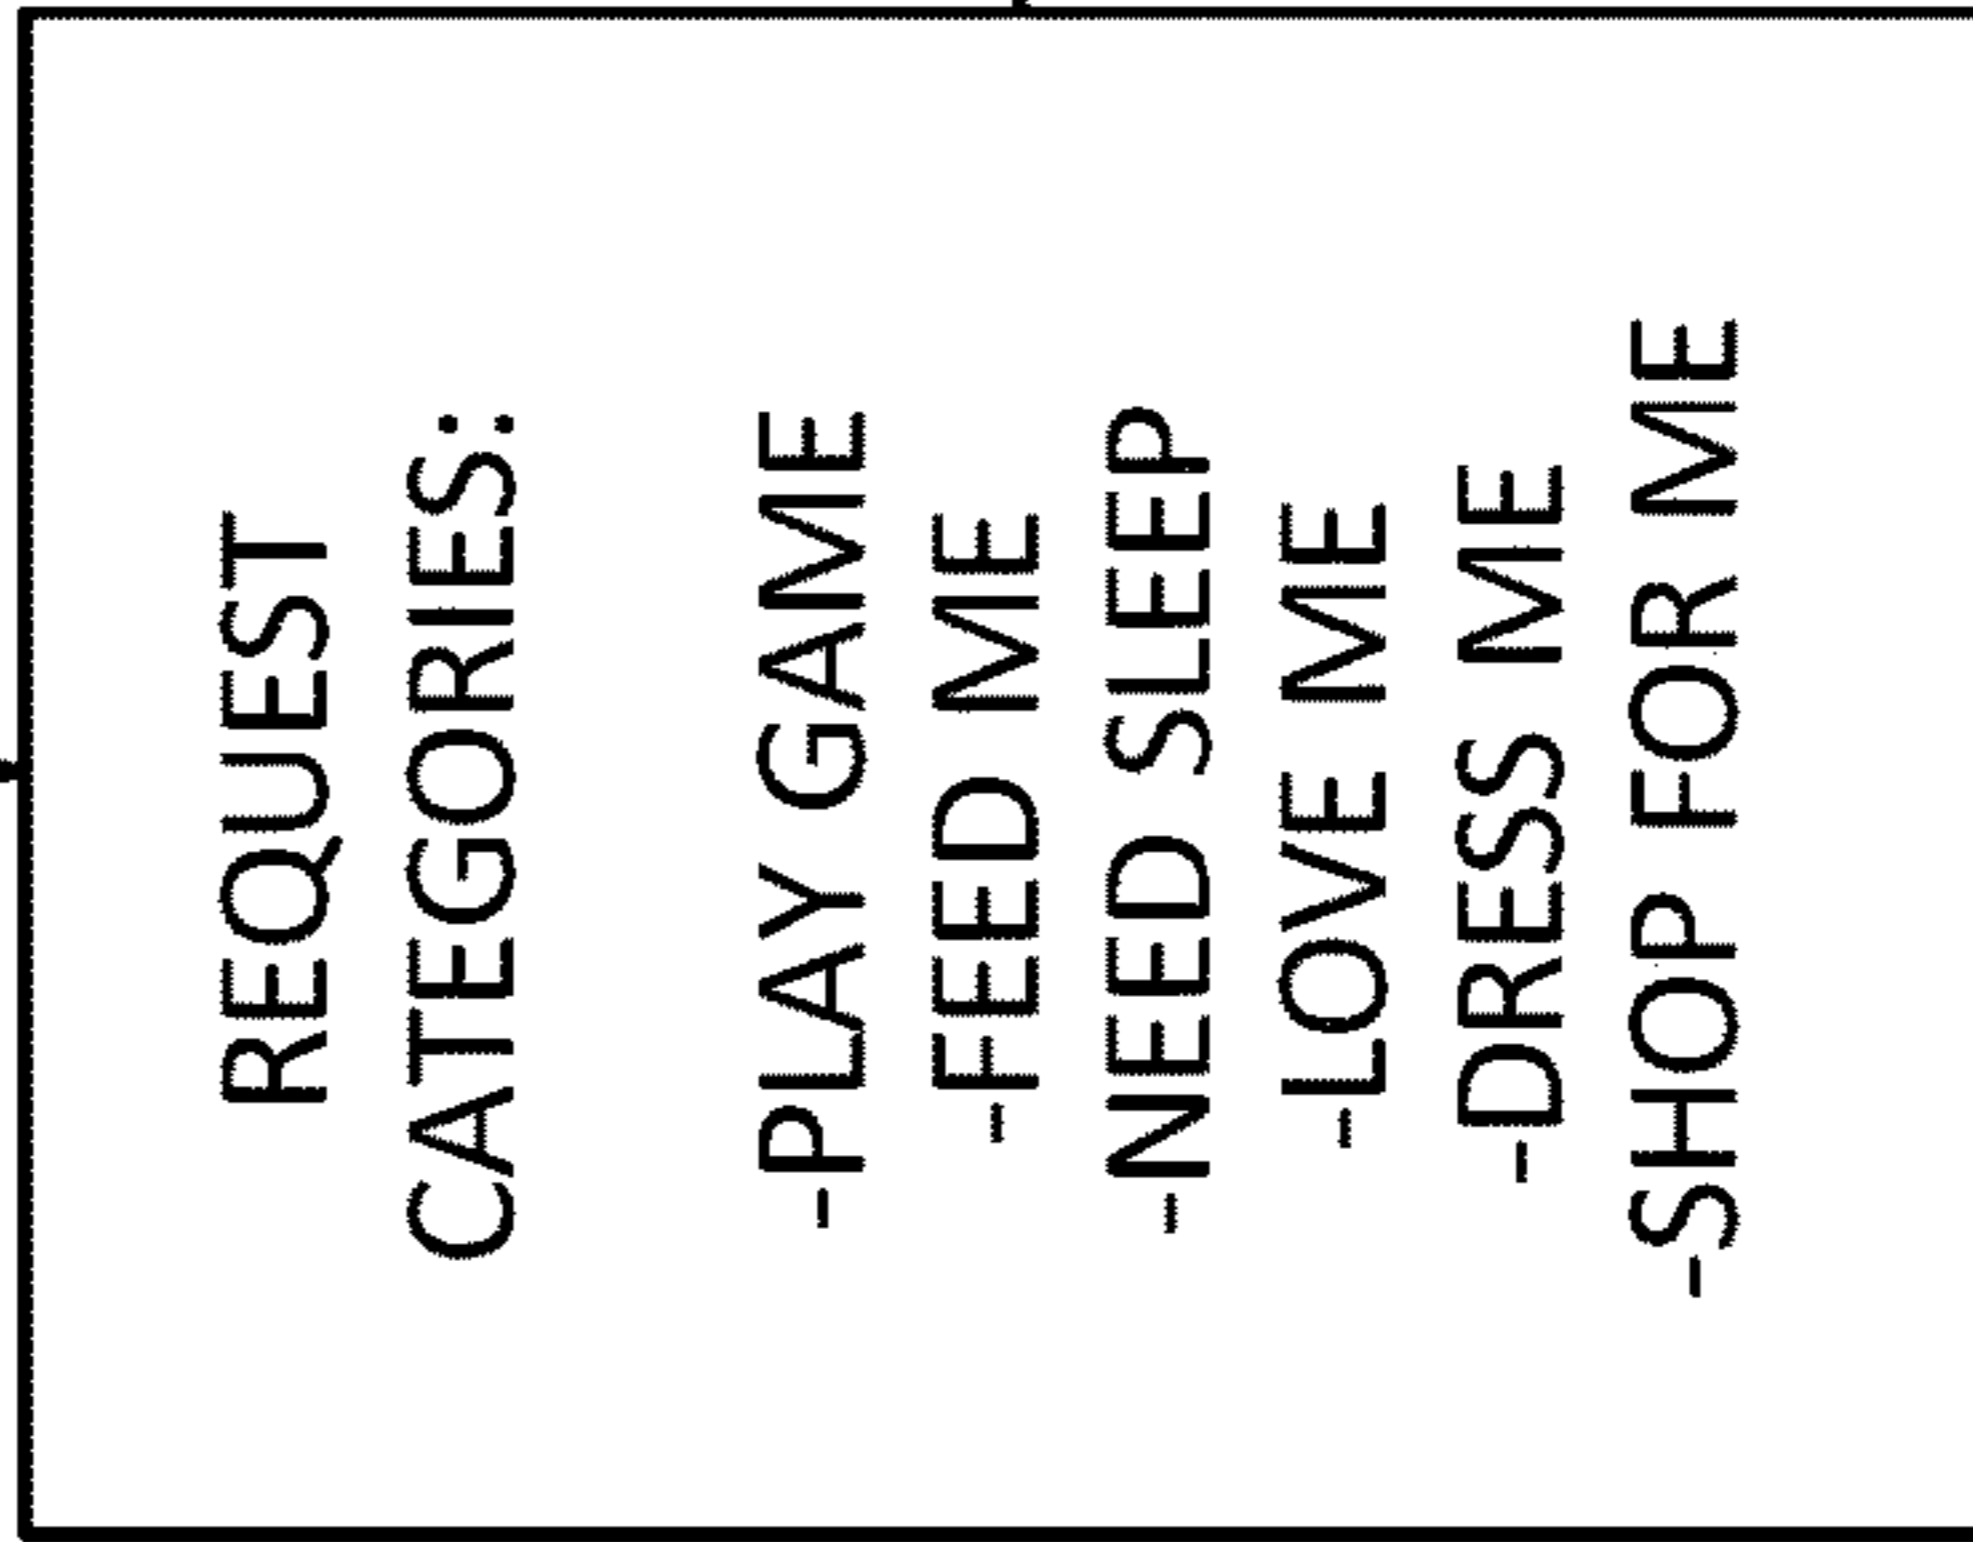 REQUEST
CATEGORIES:
-PLAY GAME
-FEED ME
-NEED SLEEP
-LOVE ME
-DRESS ME
-SHOP FOR ME